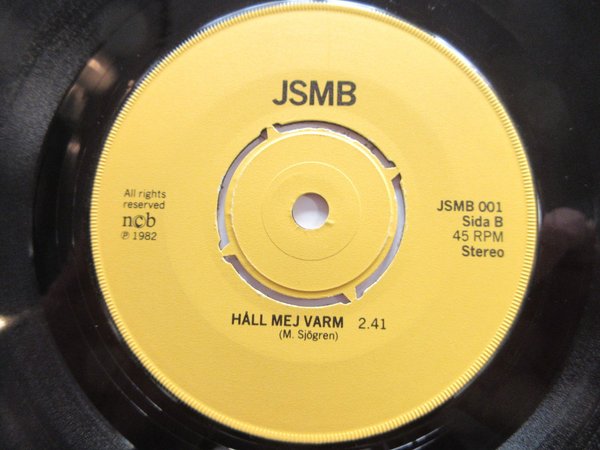 JSMB
All rights
reserved
ncb
℗ 1982
JSMB 001
Sida B
45 RPM
Stereo
HÅLL MEJ VARM 2.41
(M. Sjögren)